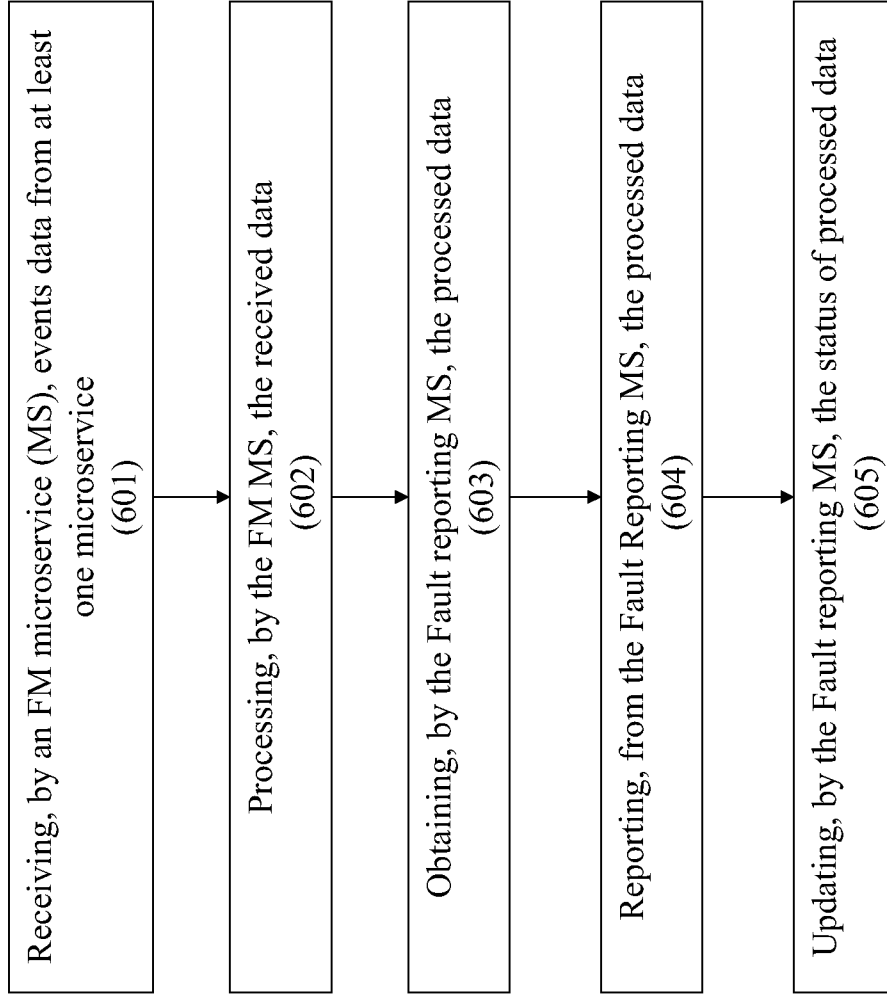 Receiving, by an FM microservice (MS), events data from at least
one microservice
(601)
Processing, by the FM MS, the received data
(602)
Obtaining, by the Fault reporting MS, the processed data
(603)
Reporting, from the Fault Reporting MS, the processed data
(604)
Updating, by the Fault reporting MS, the status of processed data
(605)